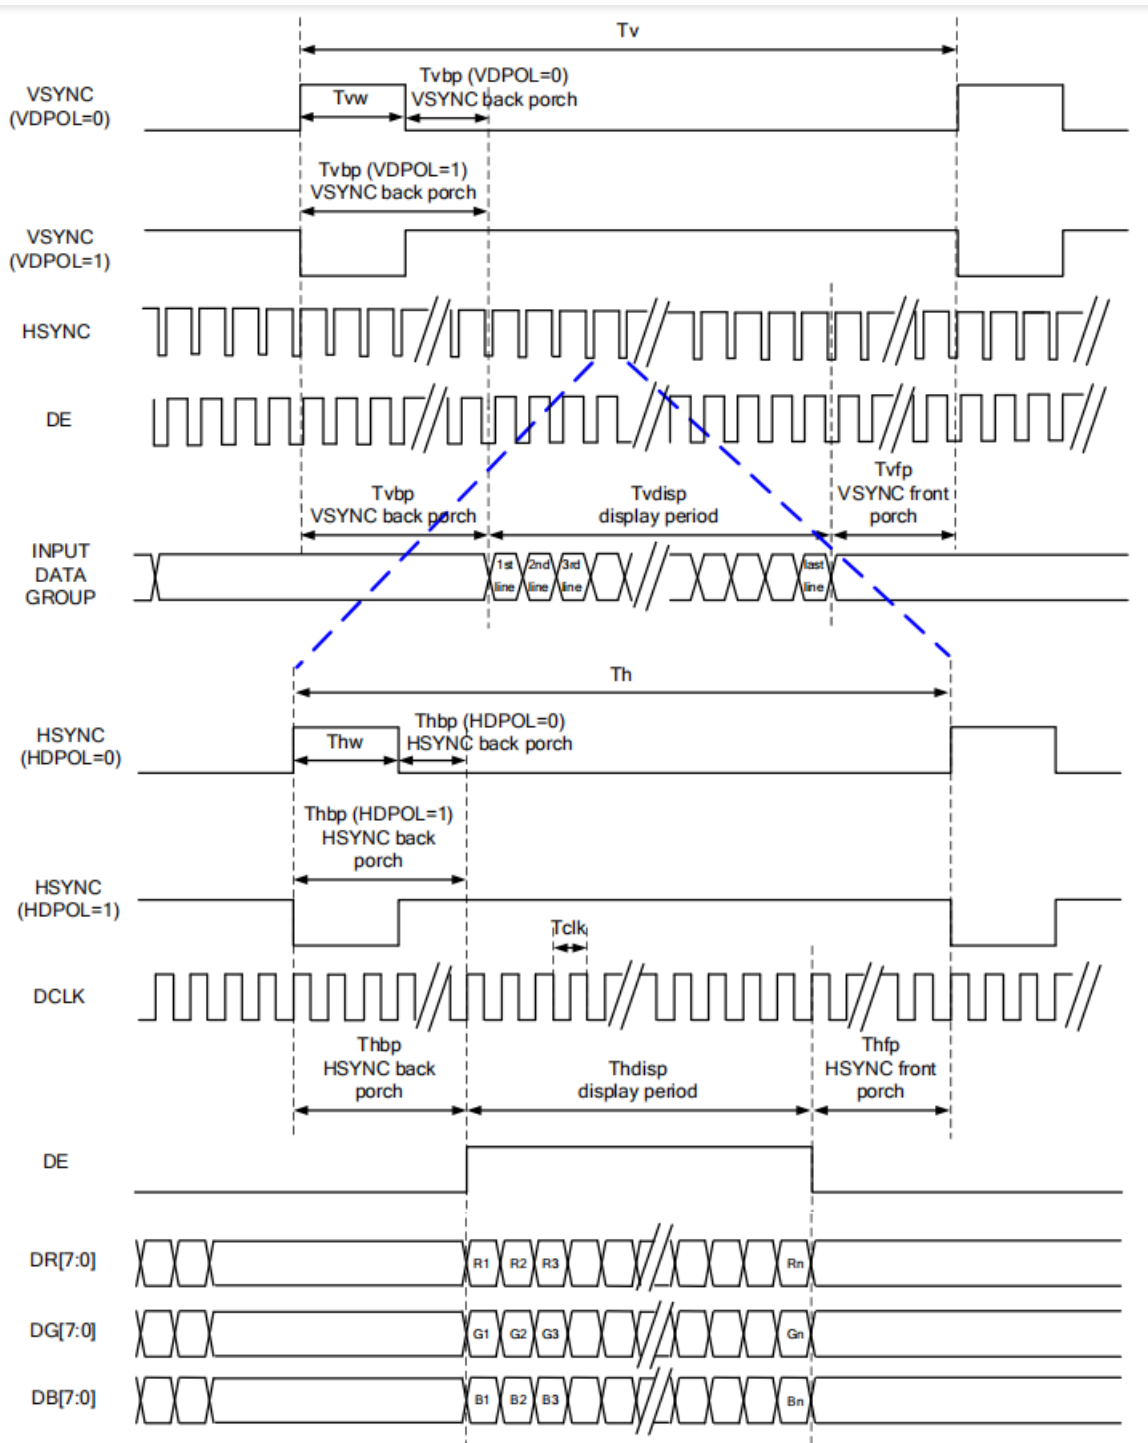 Tv
VSYNC
(VDPOL=0)
Tvw
Tvbp (VDPOL=0)
VSYNC back porch
Tvbp (VDPOL=1)
VSYNC back porch
VSYNC
(VDPOL=1)
HSYNC
DE
Tvbp
VSYNC back porch
Tvdisp
display period
Tvfp
VSYNC front
porch
INPUT
DATA
GROUP
1st
line
2nd
line
3rd
line
last
line
Th
HSYNC
(HDPOL=0)
Thw
Thbp (HDPOL=0)
HSYNC back porch
Thbp (HDPOL=1)
HSYNC back
porch
HSYNC
(HDPOL=1)
Tclk
DCLK
Thbp
HSYNC back
porch
Thdisp
display period
Thfp
HSYNC front
porch
DE
DR[7:0]
R1
R2
R3
Rn
DG[7:0]
G1
G2
G3
Gn
DB[7:0]
B1
B2
B3
Bn